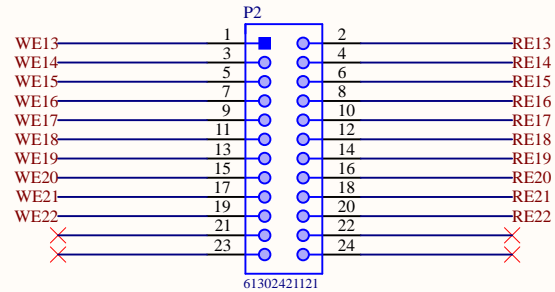 P2
WE13 1 2 RE13
WE14 3 4 RE14
WE15 5 6 RE15
WE16 7 8 RE16
WE17 9 10 RE17
WE18 11 12 RE18
WE19 13 14 RE19
WE20 15 16 RE20
WE21 17 18 RE21
WE22 19 20 RE22
21 22
23 24
61302421121